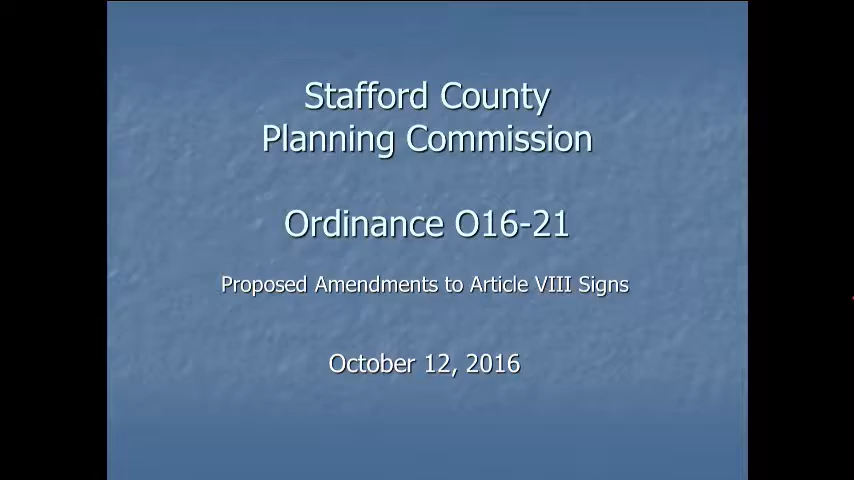 Stafford County
Planning Commission
Ordinance O16-21
Proposed Amendments to Article VIII Signs
October 12, 2016